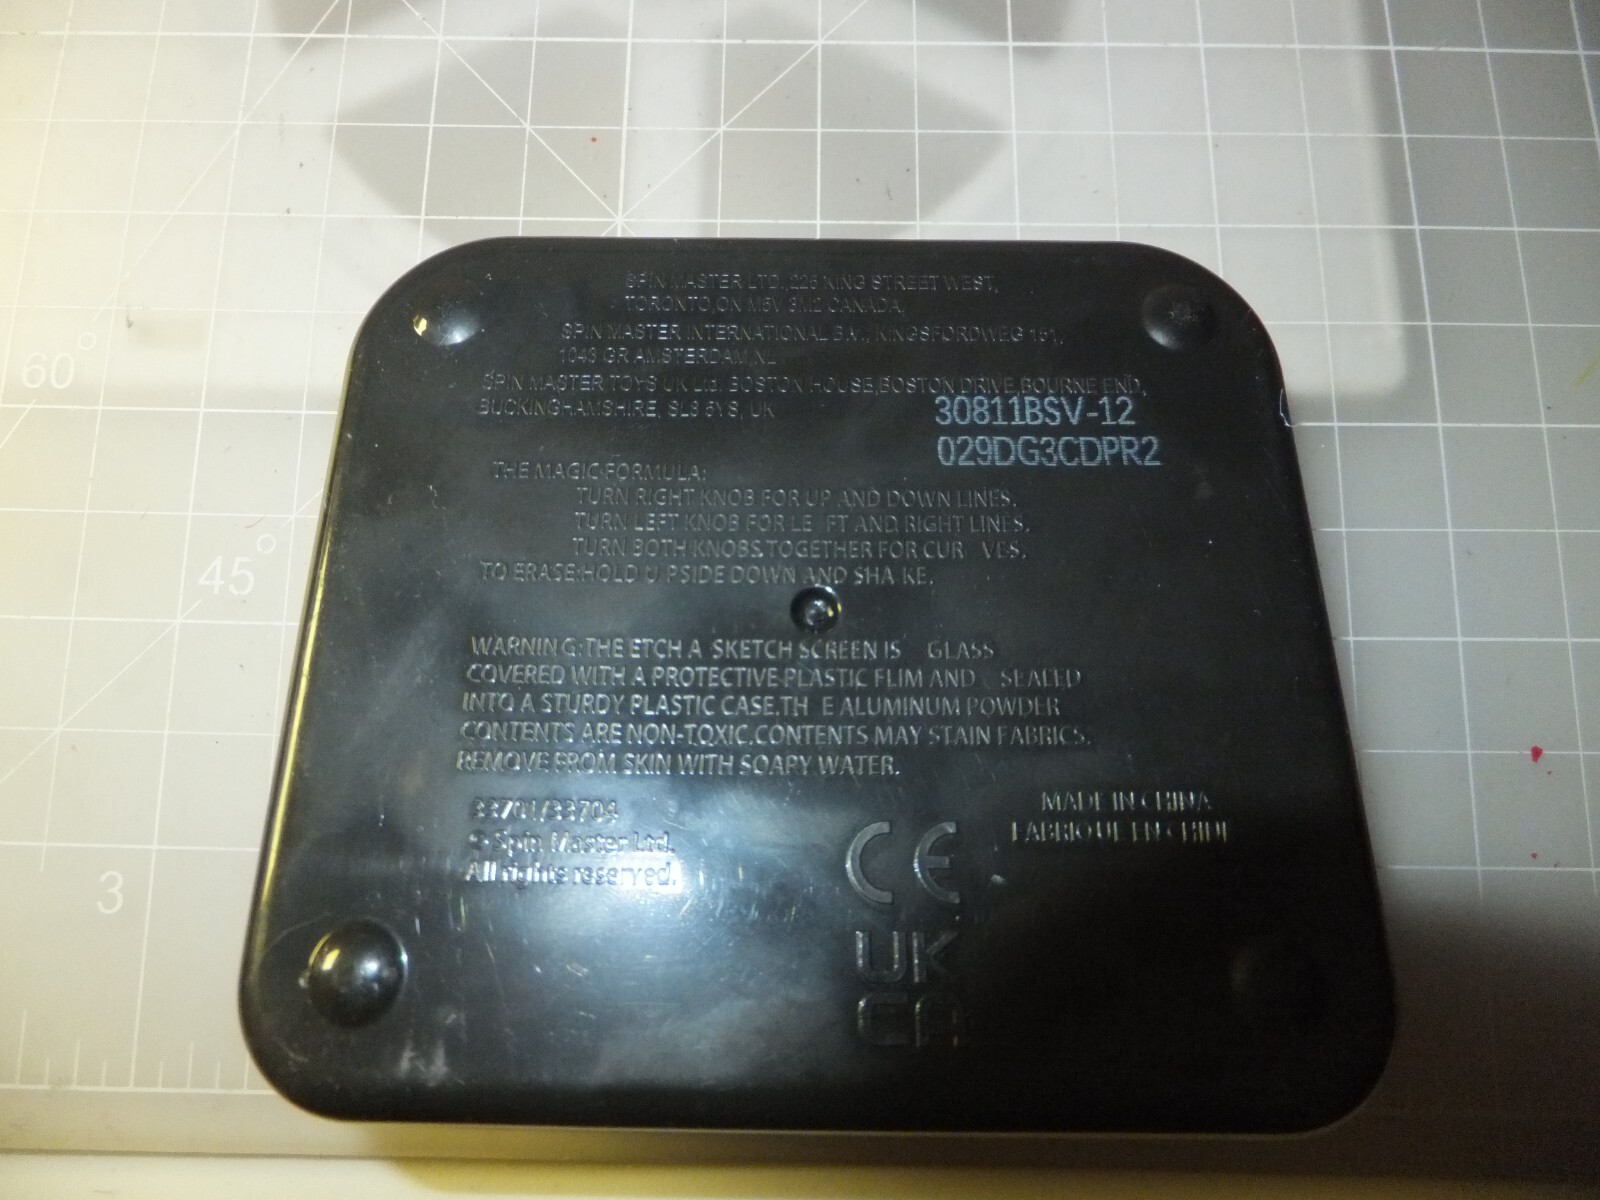 SPIN MASTER LTD.,225 KING STREET WEST,
TORONTO,ON M5V 3M2 CANADA.
SPIN MASTER INTERNATIONAL B.V., KINGSFORDWEG 151,
1043 GR AMSTERDAM,NL
SPIN MASTER TOYS UK Ltd. BOSTON HOUSE,BOSTON DRIVE,BOURNE END,
BUCKINGHAMSHIRE, SL8 5YS, UK
30811BSV-12
029DG3CDPR2
THE MAGIC FORMULA:
TURN RIGHT KNOB FOR UP AND DOWN LINES.
TURN LEFT KNOB FOR LE FT AND RIGHT LINES.
TURN BOTH KNOBS TOGETHER FOR CUR VES.
TO ERASE:HOLD U PSIDE DOWN AND SHA KE.
WARNIN G:THE ETCH A SKETCH SCREEN IS GLASS
COVERED WITH A PROTECTIVE PLASTIC FLIM AND SEALED
INTO A STURDY PLASTIC CASE.TH E ALUMINUM POWDER
CONTENTS ARE NON-TOXIC.CONTENTS MAY STAIN FABRICS.
REMOVE FROM SKIN WITH SOAPY WATER.
33701/33704
© Spin Master Ltd.
All rights reserved.
MADE IN CHINA
FABRIQUE EN CHINE
CE
UK
CA
60°
45°
3